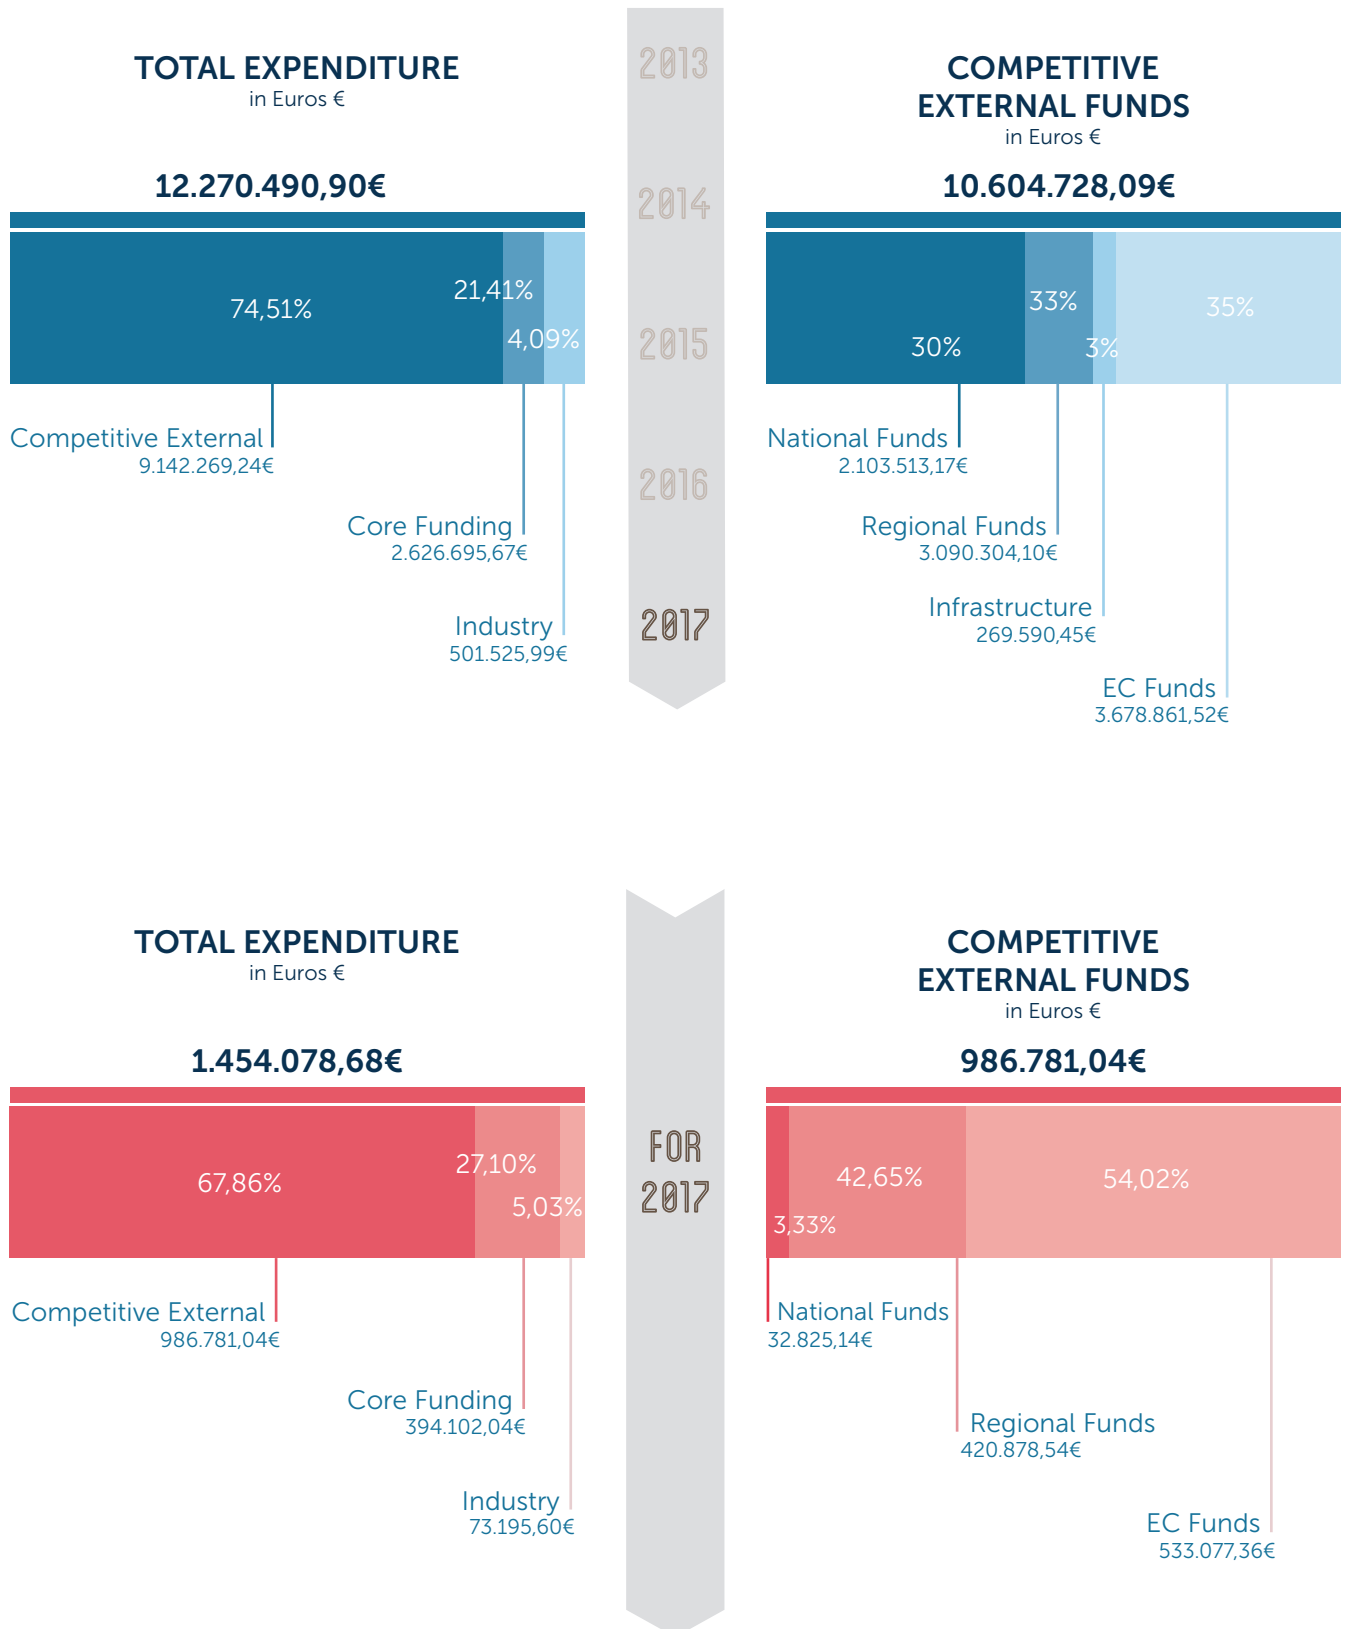 TOTAL EXPENDITURE
in Euros €
12.270.490,90€
74,51%
21,41%
4,09%
Competitive External
9.142.269,24€
Core Funding
2.626.695,67€
Industry
501.525,99€
2013
2014
2015
2016
2017
COMPETITIVE
EXTERNAL FUNDS
in Euros €
10.604.728,09€
30%
33%
3%
35%
National Funds
2.103.513,17€
Regional Funds
3.090.304,10€
Infrastructure
269.590,45€
EC Funds
3.678.861,52€
TOTAL EXPENDITURE
in Euros €
1.454.078,68€
67,86%
27,10%
5,03%
Competitive External
986.781,04€
Core Funding
394.102,04€
Industry
73.195,60€
FOR
2017
COMPETITIVE
EXTERNAL FUNDS
in Euros €
986.781,04€
3,33%
42,65%
54,02%
National Funds
32.825,14€
Regional Funds
420.878,54€
EC Funds
533.077,36€